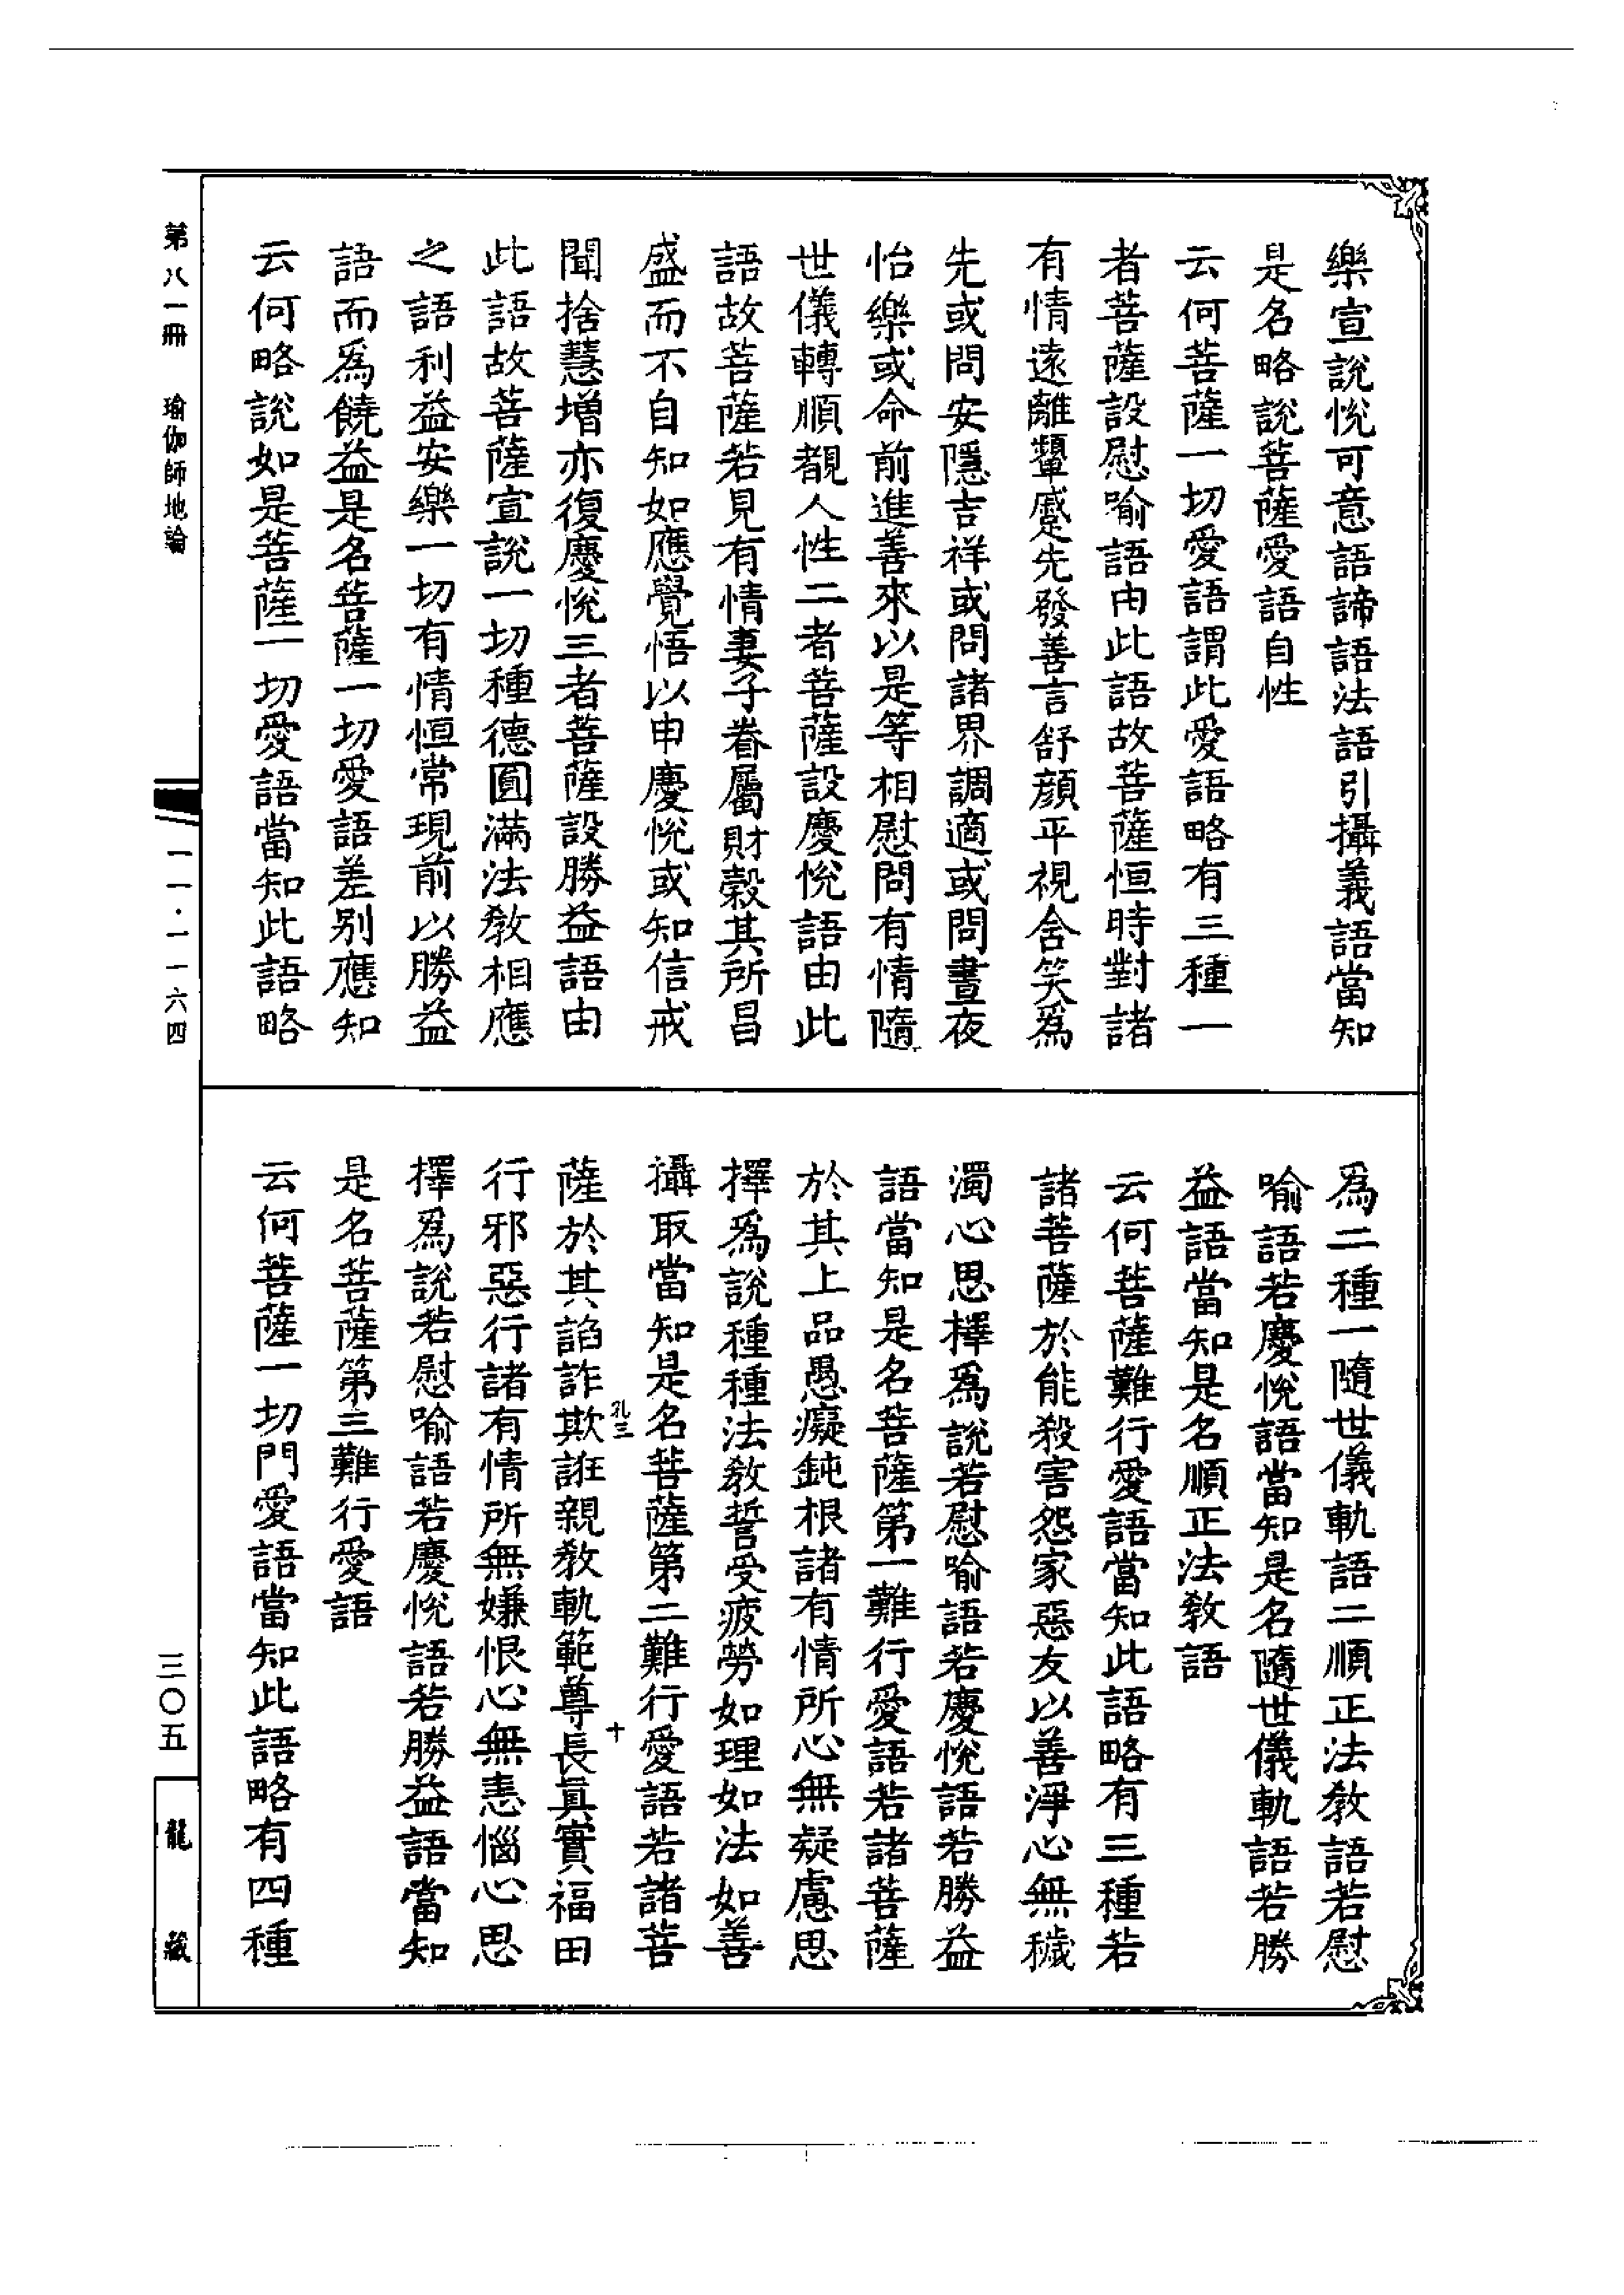 樂宣說悅可意語諦語法語引攝義語當知
是名略說菩薩愛語自性
云何菩薩一切愛語謂此愛語略有三種一
者菩薩設慰喻語由此語故菩薩恒時對諸
有情遠離顰蹙先發善言舒顏平視含笑爲
先或問安隱吉祥或問諸界調適或問晝夜
怡樂或命前進善來以是等相慰問有情隨
世儀轉順覩人性二者菩薩設慶悅語由此
語故菩薩若見有情妻子眷屬財穀其所昌
盛而不自知如應覺悟以申慶悅或知信戒
聞捨慧增亦復慶悅三者菩薩設勝益語由
此語故菩薩宣說一切種德圓滿法教相應
之語利益安樂一切有情恒常現前以勝益
語而爲饒益是名菩薩一切愛語差别應知
云何略說如是菩薩一切愛語當知此語略
爲二種一隨世儀軌語二順正法教語若慰
喻語若慶悅語當知是名隨世儀軌語若勝
益語當知是名順正法教語
云何菩薩難行愛語當知此語略有三種若
諸菩薩於能殺害怨家惡友以善淨心無穢
濁心思擇爲說若慰喻語若慶悅語若勝益
語當知是名菩薩第一難行愛語若諸菩薩
於其上品愚癡鈍根諸有情所心無疑慮思
擇爲說種種法教誓受疲勞如理如法如善
攝取當知是名菩薩第二難行愛語若諸菩
孔三 十
薩於其諂詐欺誑親教軌範尊長眞實福田
行邪惡行諸有情所無嫌恨心無恚惱心思
擇爲說若慰喻語若慶悅語若勝益語當知
是名菩薩第三難行愛語
云何菩薩一切門愛語當知此語略有四種
第八一冊 瑜伽師地論
一一·一一六四
三〇五
龍藏